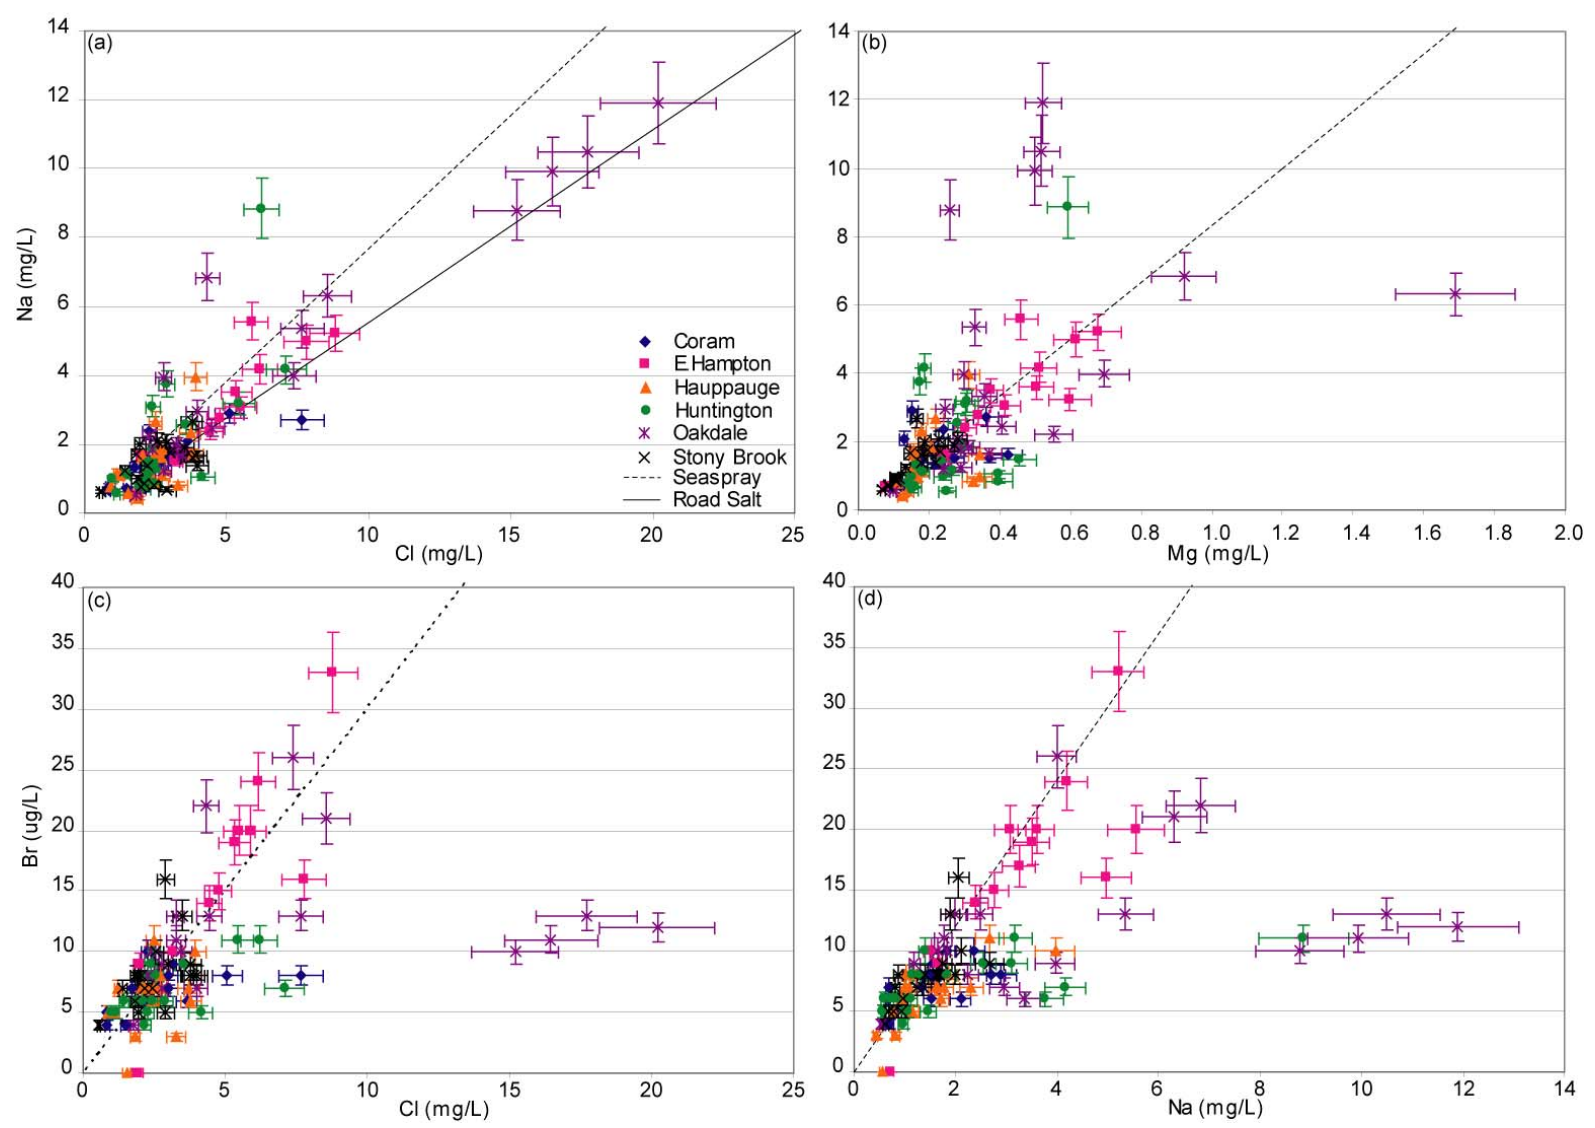 (a)
14
12
10
8
6
4
2
0
Na (mg/L)
0 5 10 15 20 25
Cl (mg/L)
Coram
E.Hampton
Hauppauge
Huntington
Oakdale
Stony Brook
Seaspray
Road Salt
(b)
14
12
10
8
6
4
2
0
0 0.2 0.4 0.6 0.8 1.0 1.2 1.4 1.6 1.8 2.0
Mg (mg/L)
(c)
40
35
30
25
20
15
10
5
0
Br (ug/L)
0 5 10 15 20 25
Cl (mg/L)
(d)
40
35
30
25
20
15
10
5
0
0 2 4 6 8 10 12 14
Na (mg/L)